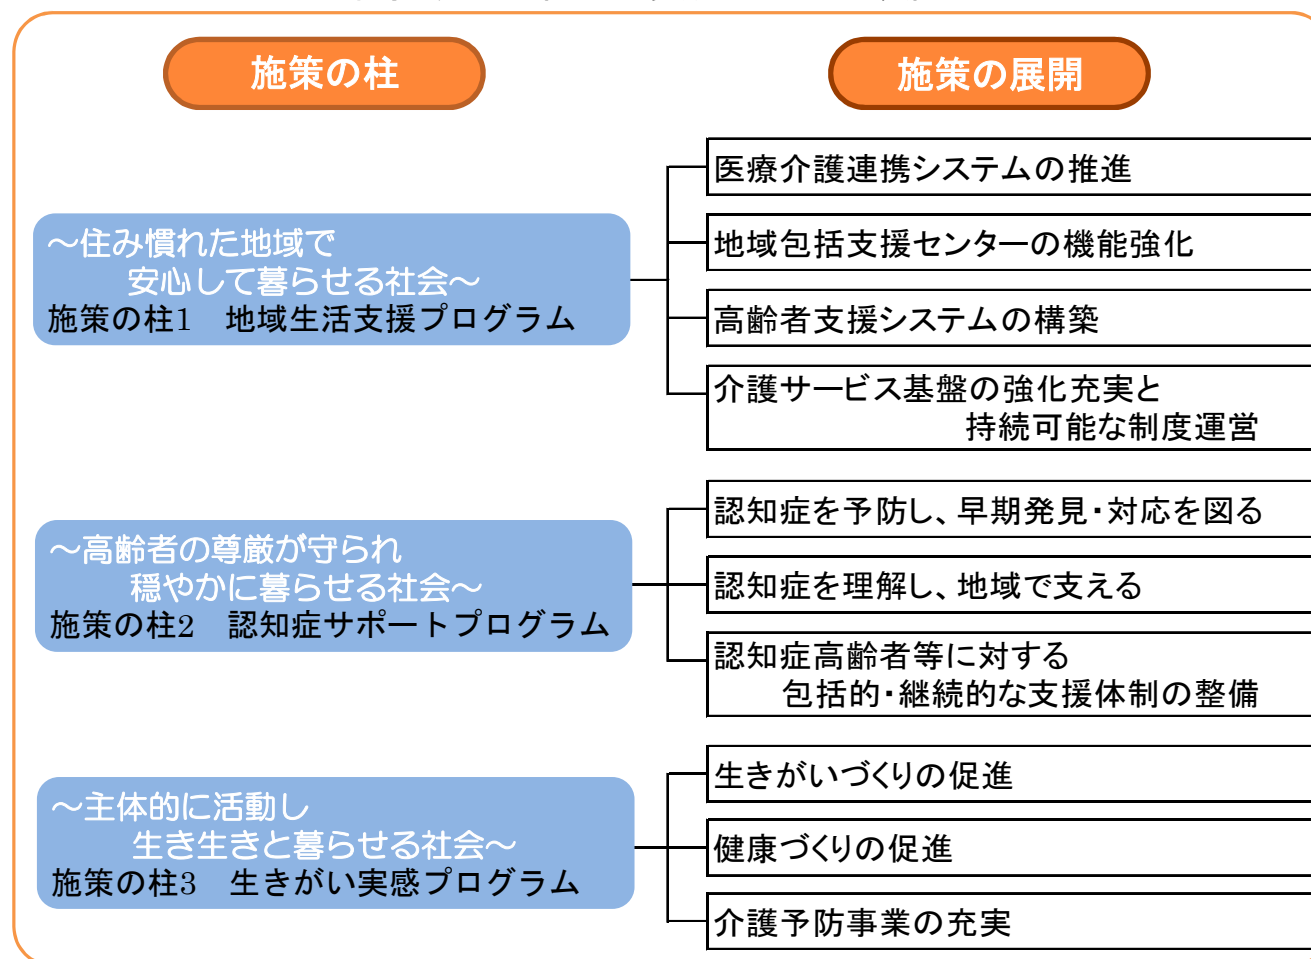 施策の柱
施策の展開
～住み慣れた地域で
安心して暮らせる社会～
施策の柱1　地域生活支援プログラム
医療介護連携システムの推進
地域包括支援センターの機能強化
高齢者支援システムの構築
介護サービス基盤の強化充実と
持続可能な制度運営
～高齢者の尊厳が守られ
穏やかに暮らせる社会～
施策の柱2　認知症サポートプログラム
認知症を予防し、早期発見・対応を図る
認知症を理解し、地域で支える
認知症高齢者等に対する
包括的・継続的な支援体制の整備
～主体的に活動し
生き生きと暮らせる社会～
施策の柱3　生きがい実感プログラム
生きがいづくりの促進
健康づくりの促進
介護予防事業の充実